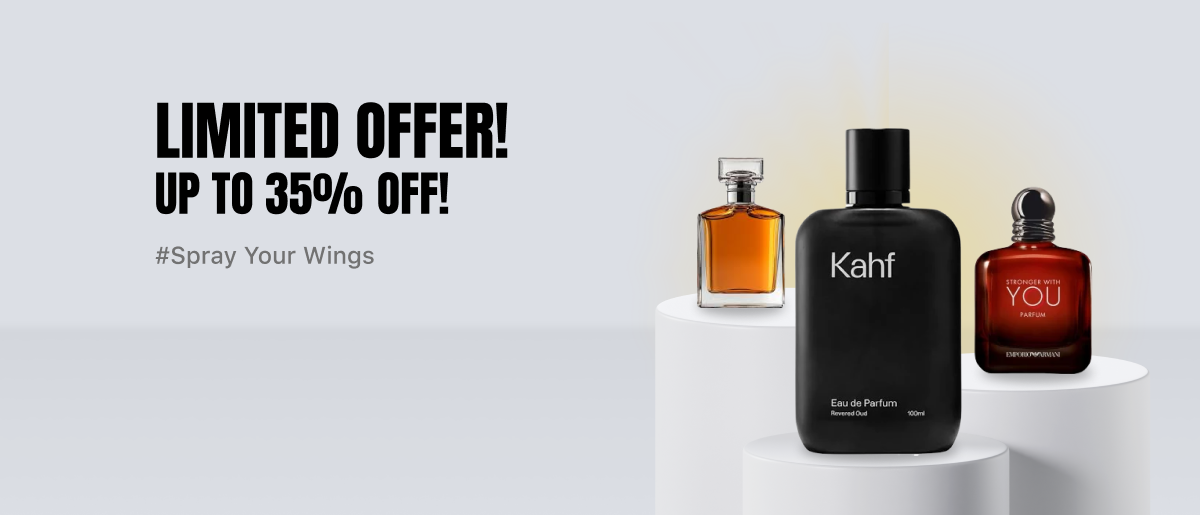 LIMITED OFFER!
UP TO 35% OFF!
#Spray Your Wings
Kahf
Eau de Parfum
Revered Oud 100ml
STRONGER WITH
YOU
PARFUM
EMPORIO ARMANI